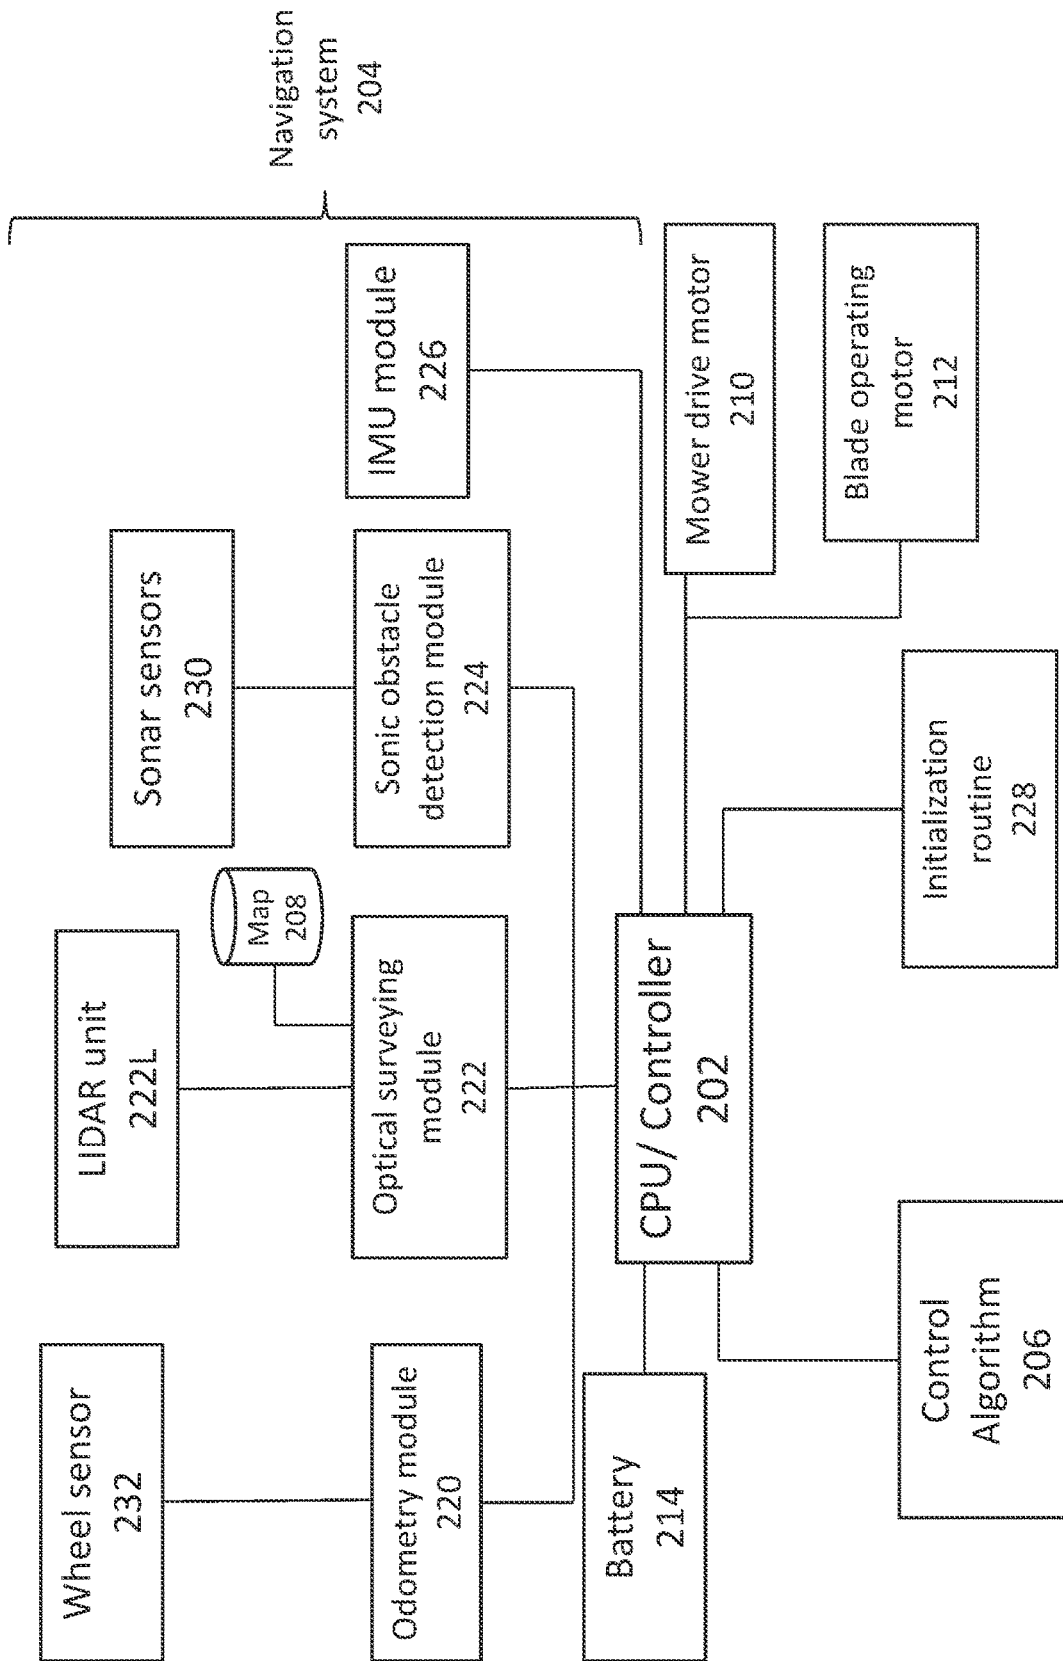 Wheel sensor
232
LIDAR unit
222L
Sonar sensors
230
Map
208
Navigation
system
204
Odometry module
220
Optical surveying
module
222
Sonic obstacle
detection module
224
IMU module
226
Battery
214
CPU/ Controller
202
Mower drive motor
210
Control
Algorithm
206
Initialization
routine
228
Blade operating
motor
212